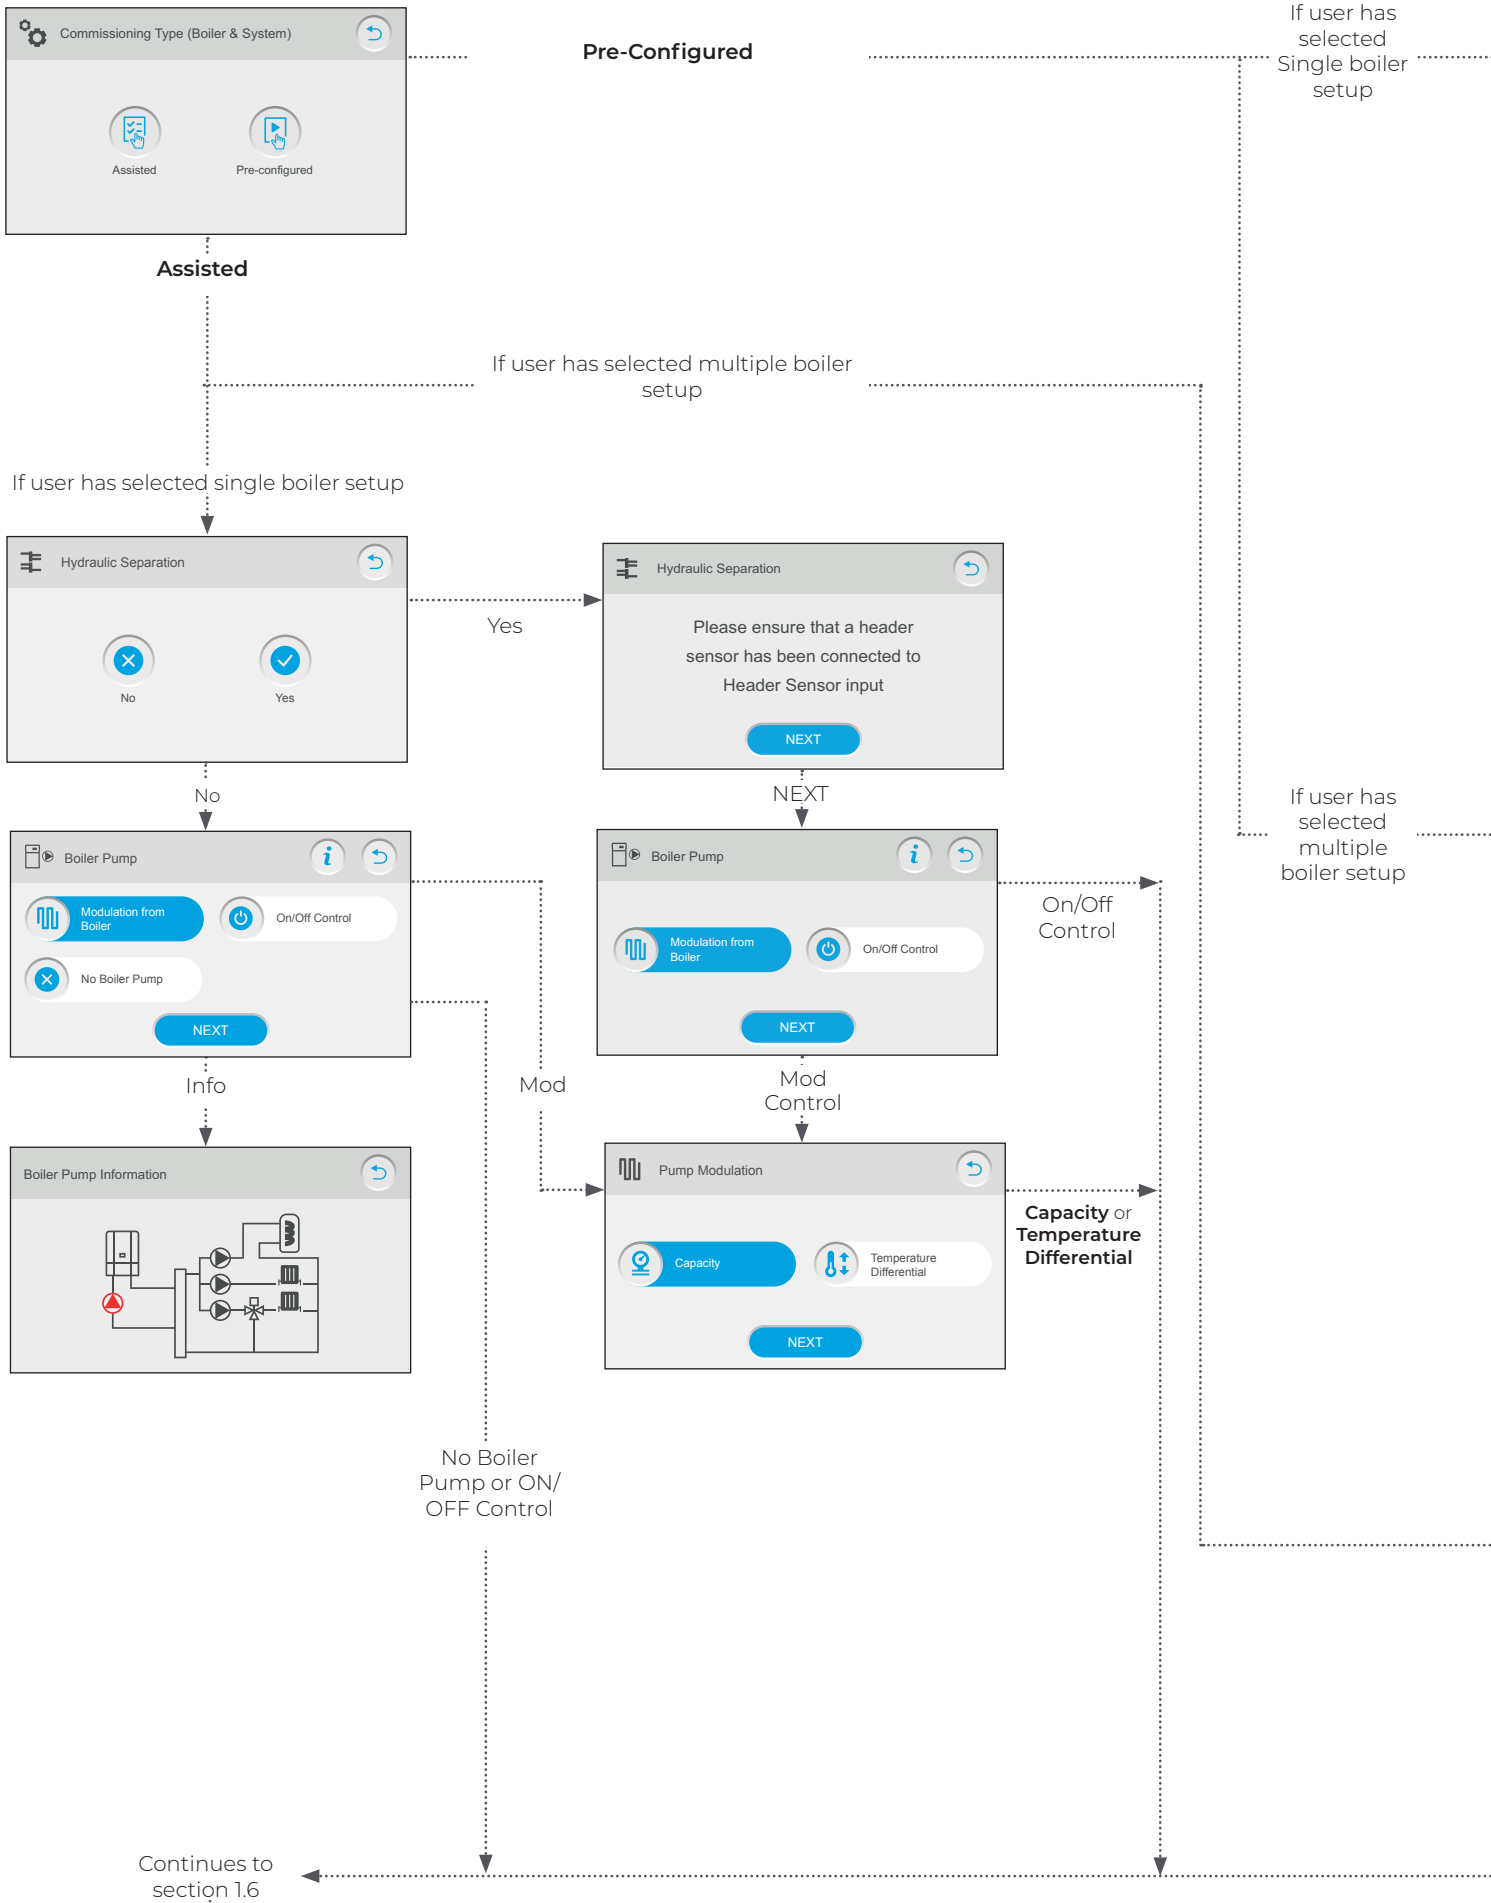 Commissioning Type (Boiler & System)
Assisted
Pre-configured
Pre-Configured
If user has
selected
Single boiler
setup
Assisted
If user has selected multiple boiler
setup
If user has selected single boiler setup
Hydraulic Separation
No
Yes
Yes
Hydraulic Separation
Please ensure that a header
sensor has been connected to
Header Sensor input
NEXT
No
NEXT
If user has
selected
multiple
boiler setup
Boiler Pump
i
Modulation from
Boiler
On/Off Control
No Boiler Pump
NEXT
Boiler Pump
i
Modulation from
Boiler
On/Off Control
NEXT
On/Off
Control
Info
Mod
Mod
Control
Boiler Pump Information
Pump Modulation
Capacity
Temperature
Differential
NEXT
Capacity or
Temperature
Differential
No Boiler
Pump or ON/
OFF Control
Continues to
section 1.6